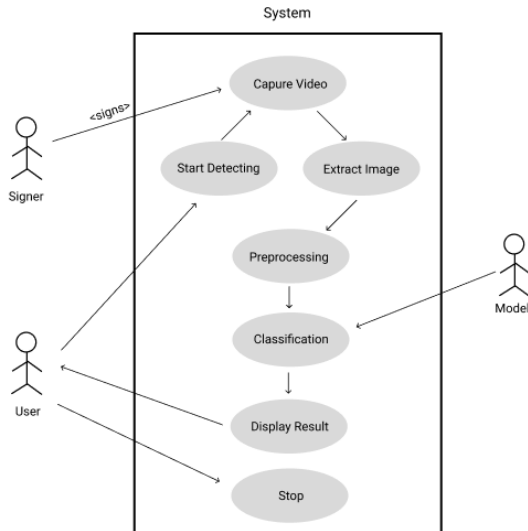 System
Capure Video
<signs>
Start Detecting
Extract Image
Signer
Preprocessing
Model
Classification
User
Display Result
Stop